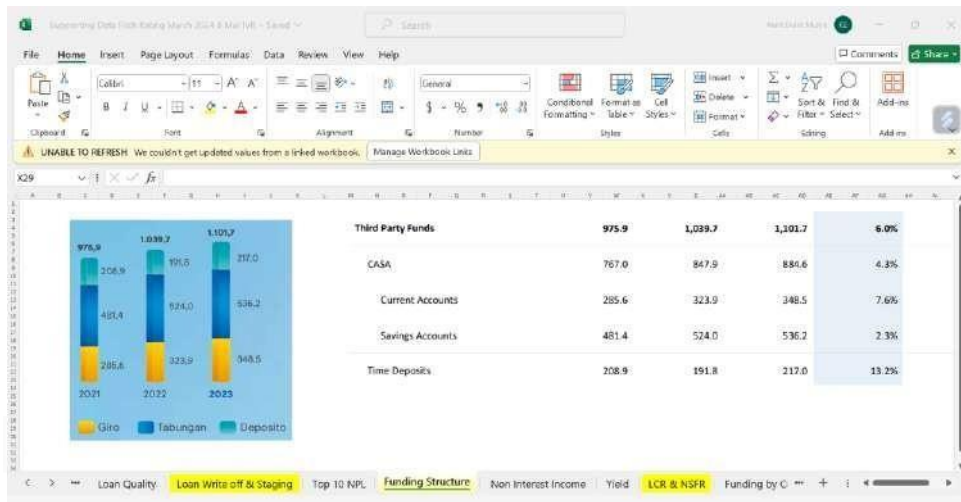 Search
File Home Insert Page Layout Formulas Data Review View Help
Comments Share
Paste
Calibri 11
General
Conditional Formatting
Format as Table
Cell Styles
Insert
Delete
Format
Sort & Filter
Find & Select
Add-ins
Clipboard Font Alignment Number Styles Cells Editing Add-ins
UNABLE TO REFRESH We couldn't get updated values from a linked workbook. Manage Workbook Links
X29 fx
975,9 1.039,7 1.101,7
208,9 191,8 217,0
481,4 524,0 536,2
285,6 323,9 348,5
2021 2022 2023
Giro Tabungan Deposito
Third Party Funds 975.9 1,039.7 1,101.7 6.0%
CASA 767.0 847.9 884.6 4.3%
Current Accounts 285.6 323.9 348.5 7.6%
Savings Accounts 481.4 524.0 536.2 2.3%
Time Deposits 208.9 191.8 217.0 13.2%
Loan Quality Loan Write off & Staging Top 10 NPL Funding Structure Non Interest Income Yield LCR & NSFR Funding by C